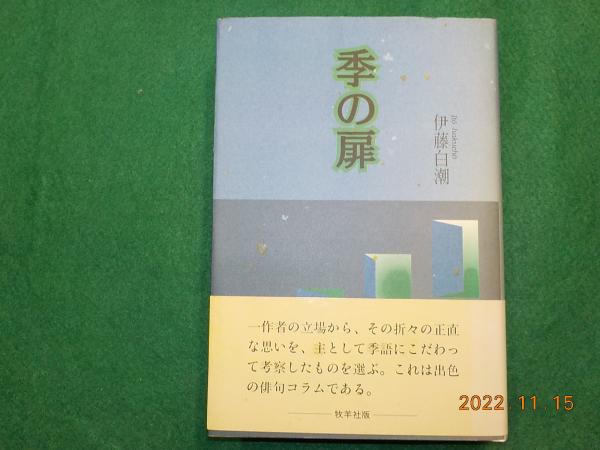 季の扉
伊藤白潮
Itō hakuchō
一作者の立場から、その折々の正直
な思いを、主として季語にこだわっ
て考察したものを選ぶ。これは出色
の俳句コラムである。
牧羊社版
2022.11.15